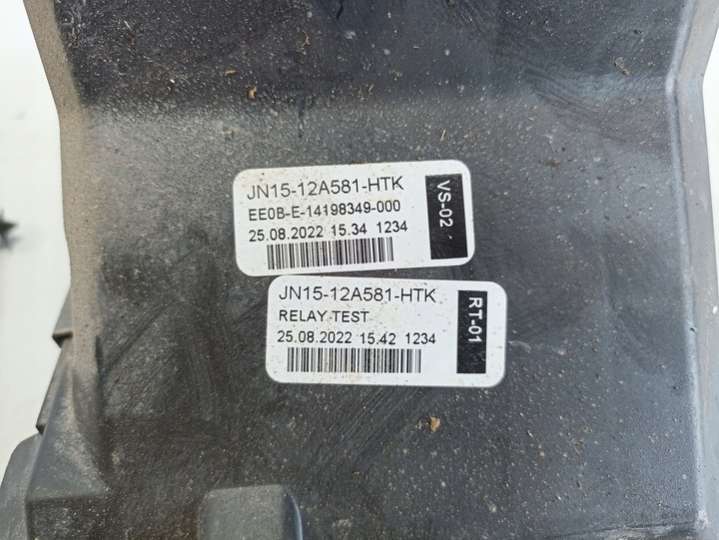 JN15-12A581-HTK
EE0B-E-14198349-000
25.08.2022 15.34 1234
VS-02
JN15-12A581-HTK
RELAY TEST
25.08.2022 15.42 1234
RT-01